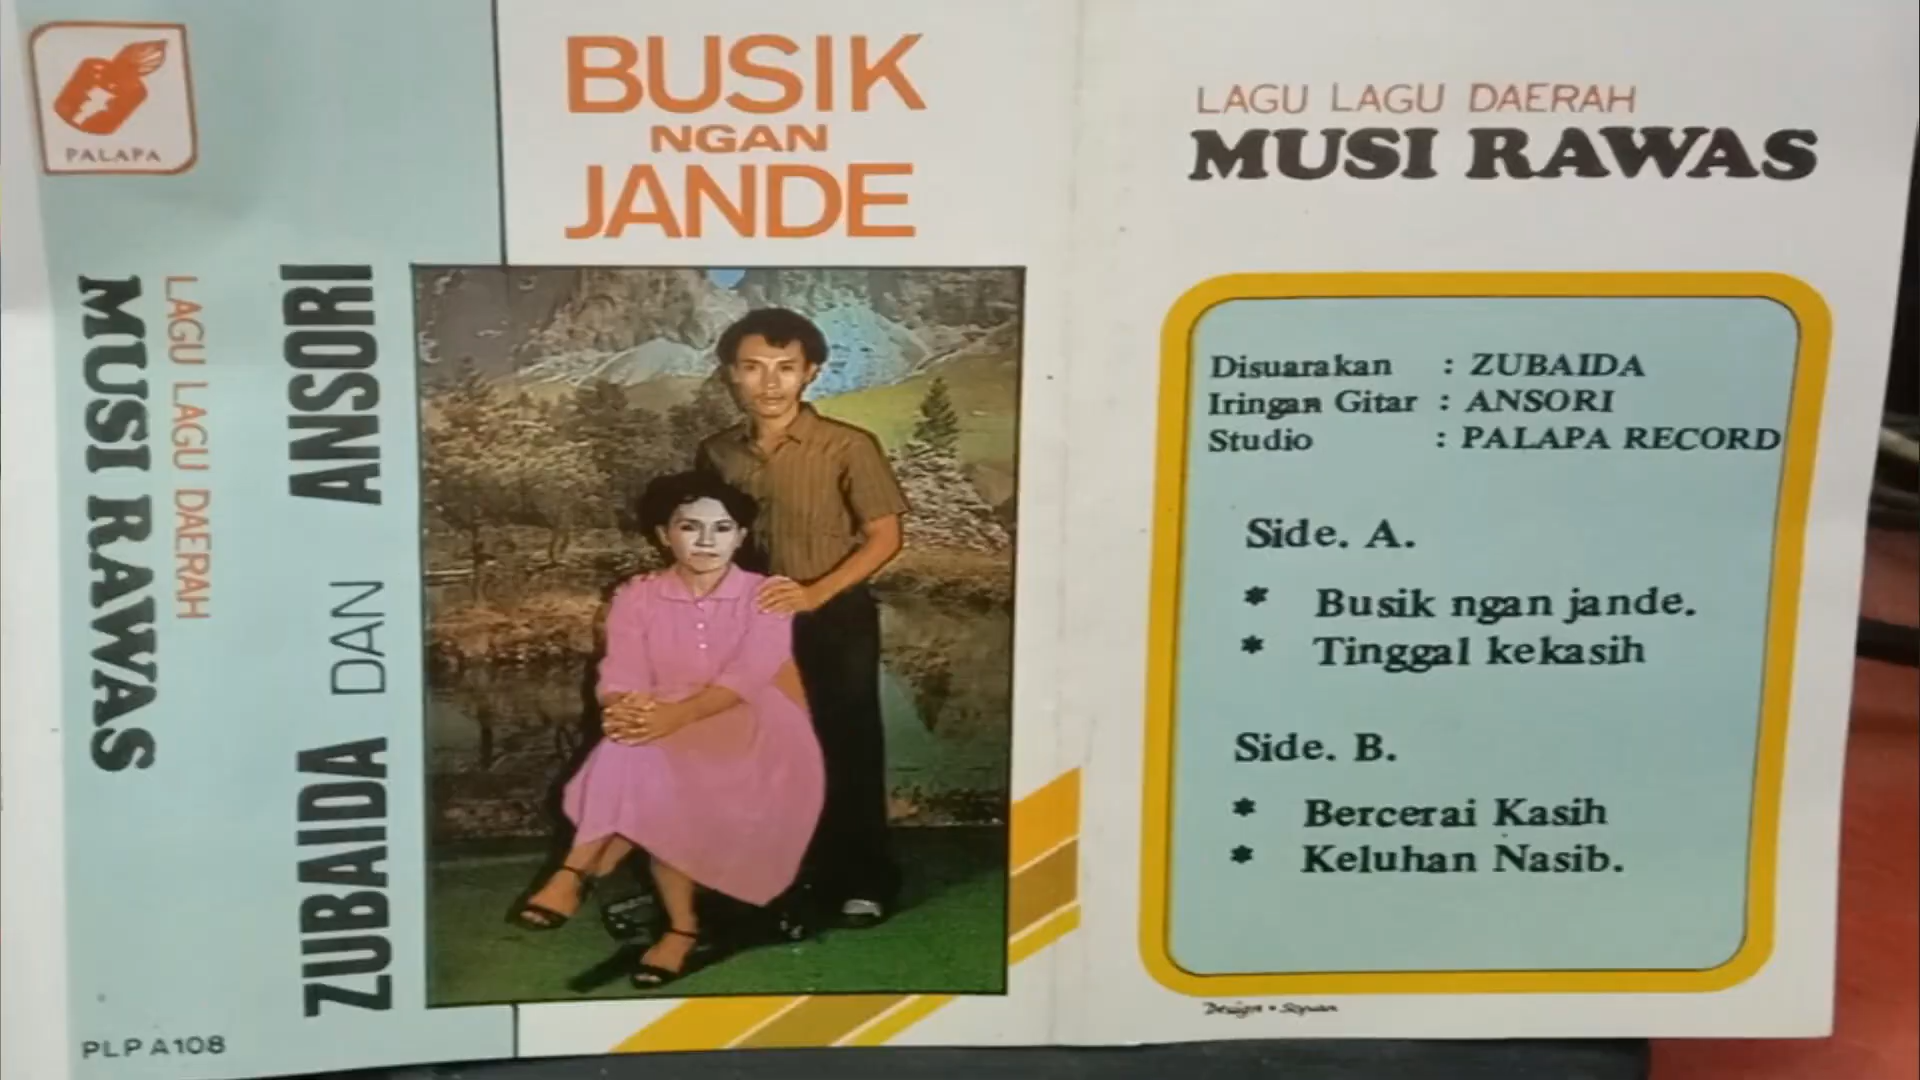 PALAPA
LAGU LAGU DAERAH
MUSI RAWAS
ZUBAIDA DAN ANSORI
PLP A108
BUSIK
NGAN
JANDE
LAGU LAGU DAERAH
MUSI RAWAS
Disuarakan : ZUBAIDA
Iringan Gitar : ANSORI
Studio : PALAPA RECORD
Side. A.
* Busik ngan jande.
* Tinggal kekasih
Side. B.
* Bercerai Kasih
* Keluhan Nasib.
Design